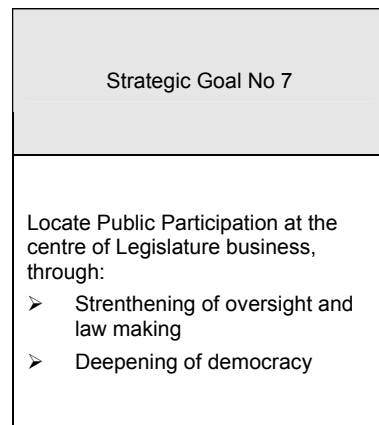 Strategic Goal No 7
Locate Public Participation at the
centre of Legislature business,
through:
➢ Strenthening of oversight and
law making
➢ Deepening of democracy